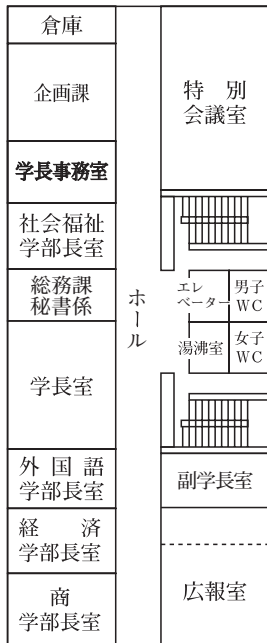 倉庫
企画課
学長事務室
社会福祉
学部長室
総務課
秘書係
学長室
外国語
学部長室
経済
学部長室
商
学部長室
ホール
特別
会議室
エレ
ベーター
男子
WC
湯沸室
女子
WC
副学長室
広報室